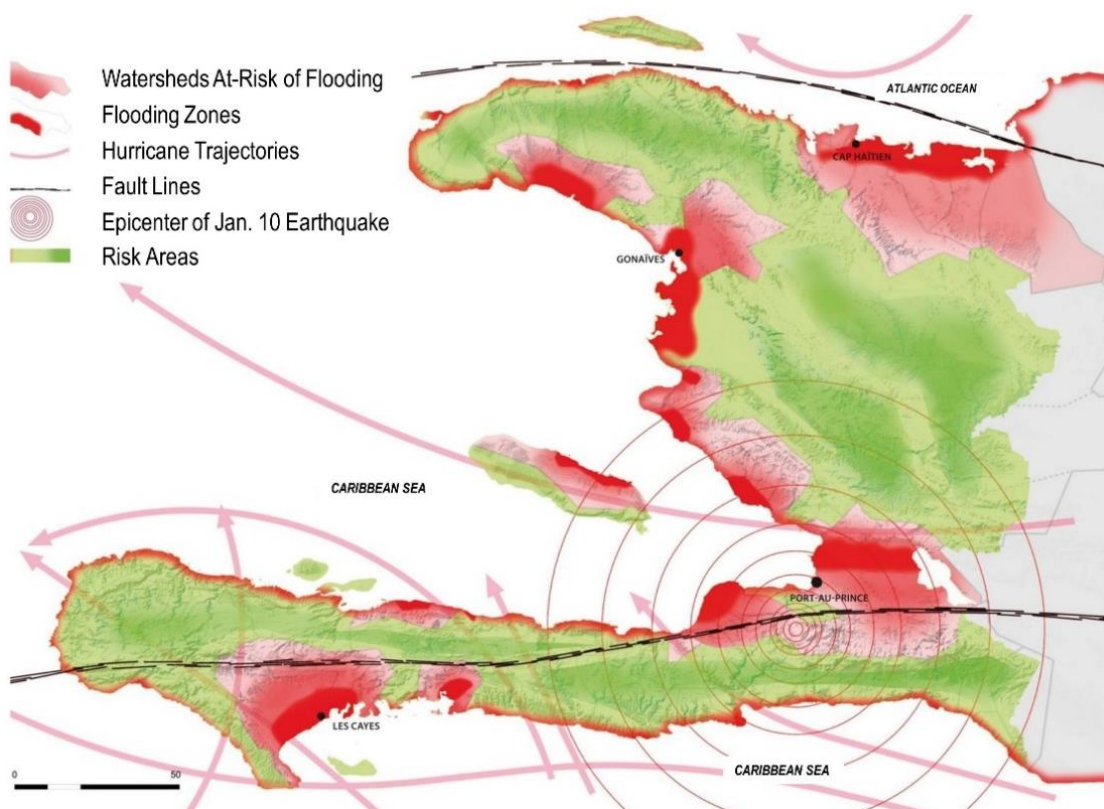 Watersheds At-Risk of Flooding
Flooding Zones
Hurricane Trajectories
Fault Lines
Epicenter of Jan. 10 Earthquake
Risk Areas
ATLANTIC OCEAN
CAP HAÏTIEN
GONAÏVES
CARIBBEAN SEA
PORT-AU-PRINCE
LES CAYES
CARIBBEAN SEA
0 50